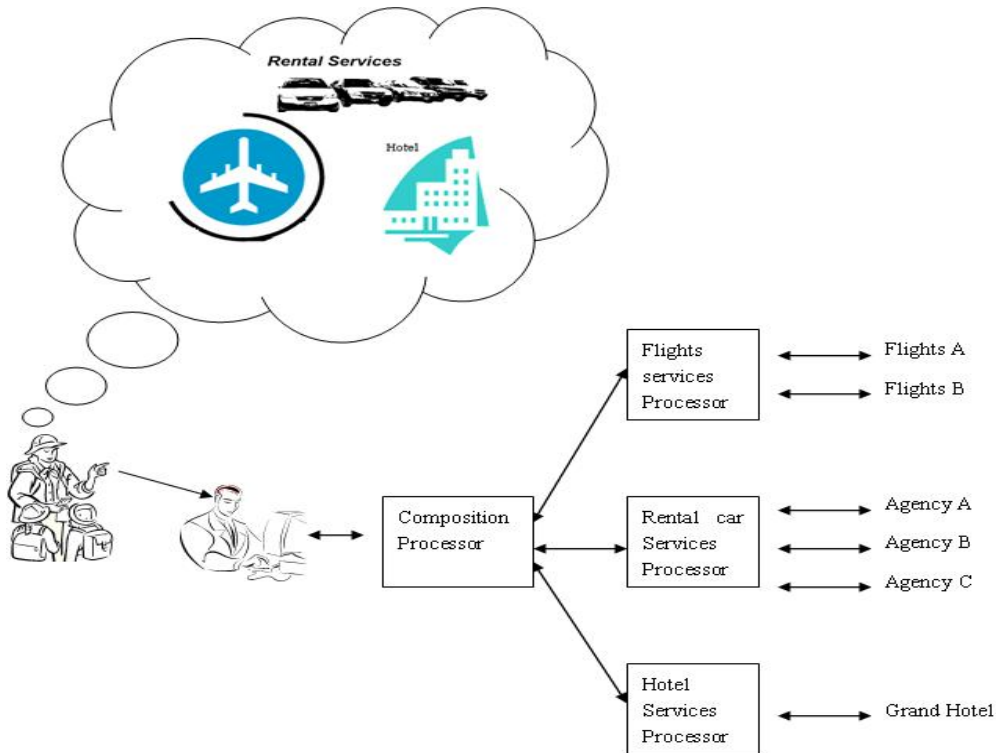 Rental Services
Hotel
Flights
services
Processor
Flights A
Flights B
Composition
Processor
Rental car
Services
Processor
Agency A
Agency B
Agency C
Hotel
Services
Processor
Grand Hotel